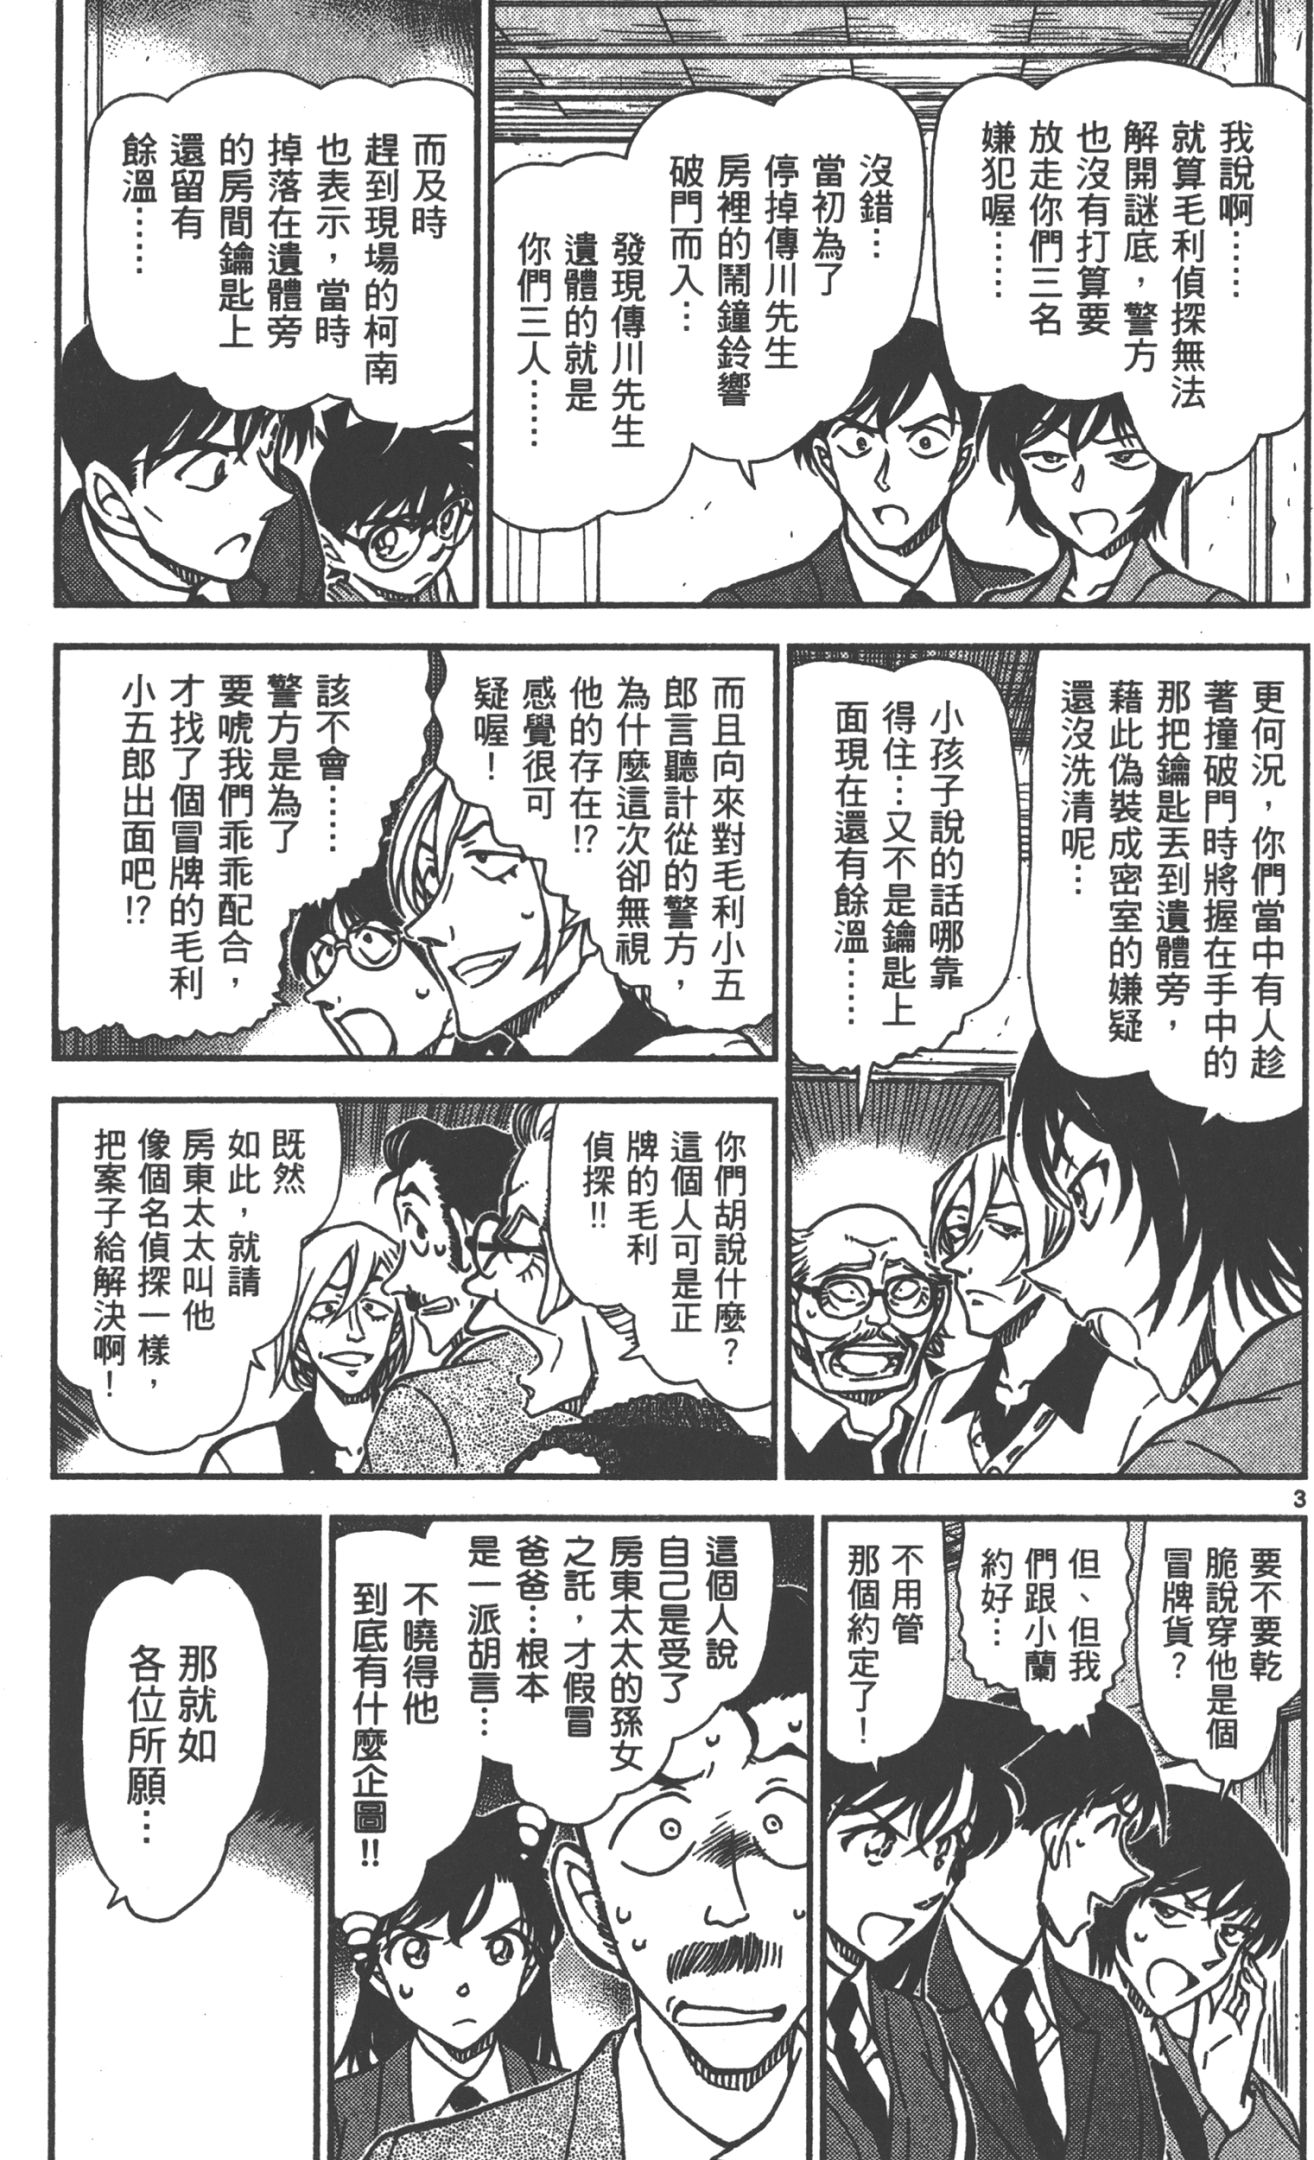 我說啊……
就算毛利偵探無法
解開謎底，警方
也沒有打算要
放走你們三名
嫌犯喔……
沒錯…
當初為了
停掉傳川先生
房裡的鬧鐘鈴響
破門而入…
發現傳川先生
遺體的就是
你們三人……
而及時
趕到現場的柯南
也表示，當時
掉落在遺體旁
的房間鑰匙上
還留有
餘溫……
更何況，你們當中有人趁
著撞破門時將握在手中的
那把鑰匙丟到遺體旁，
藉此偽裝成密室的嫌疑
還沒洗清呢…
小孩子說的話哪靠
得住…又不是鑰匙上
面現在還有餘溫……
而且向來對毛利小五
郎言聽計從的警方，
為什麼這次卻無視
他的存在!?
感覺很可
疑喔！
該不會……
警方是為了
要唬我們乖乖配合，
才找了個冒牌的毛利
小五郎出面吧!?
你們胡說什麼？
這個人可是正
牌的毛利
偵探!!
既然
如此，就請
房東太太叫他
像個名偵探一樣，
把案子給解決啊！
3
要不要乾
脆說穿他是個
冒牌貨？
但、但我
們跟小蘭
約好…
不用管
那個約定了！
這個人說
自己是受了
房東太太的孫女
之託，才假冒
爸爸…根本
是一派胡言…
不曉得他
到底有什麼企圖!!
那就如
各位所願…